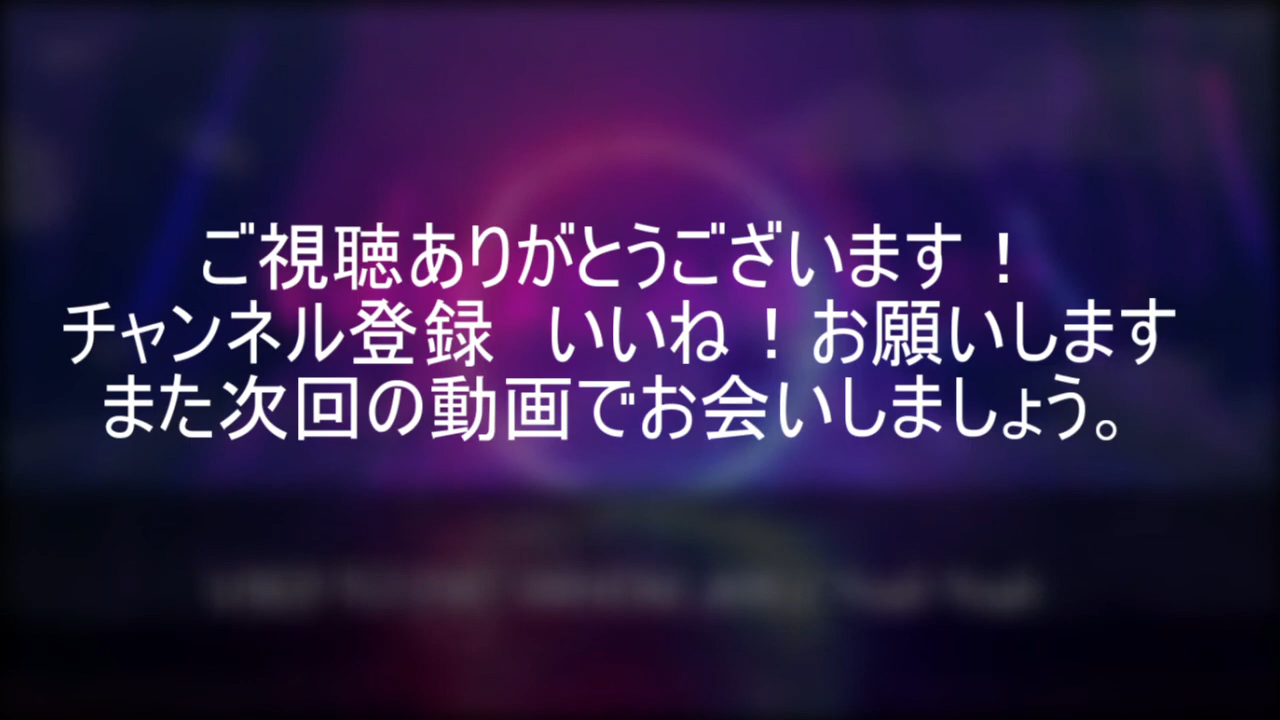 ご視聴ありがとうございます！
チャンネル登録　いいね！お願いします
また次回の動画でお会いしましょう。